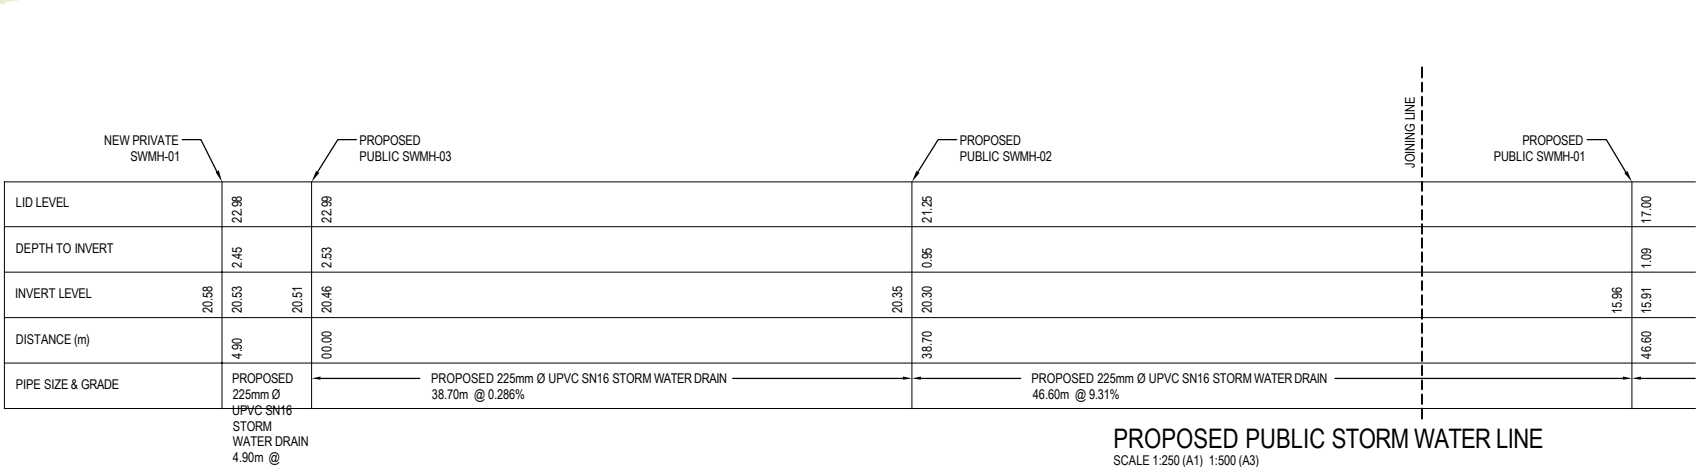 JOINING LINE
NEW PRIVATE
SWMH-01
PROPOSED
PUBLIC SWMH-03
PROPOSED
PUBLIC SWMH-02
PROPOSED
PUBLIC SWMH-01
LID LEVEL 22.98 22.99 21.25 17.00
DEPTH TO INVERT 2.45 2.53 0.95 1.09
INVERT LEVEL 20.58 20.53 20.51 20.46 20.35 20.30 15.96 15.91
DISTANCE (m) 4.90 00.00 38.70 46.60
PIPE SIZE & GRADE
PROPOSED
225mm Ø
UPVC SN16
STORM
WATER DRAIN
4.90m @
PROPOSED 225mm Ø UPVC SN16 STORM WATER DRAIN
38.70m @ 0.286%
PROPOSED 225mm Ø UPVC SN16 STORM WATER DRAIN
46.60m @ 9.31%
PROPOSED PUBLIC STORM WATER LINE
SCALE 1:250 (A1) 1:500 (A3)